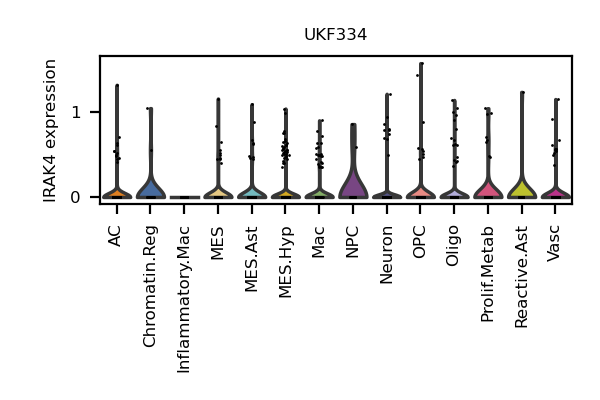 UKF334
IRAK4 expression
1
0
AC
Chromatin.Reg
Inflammatory.Mac
MES
MES.Ast
MES.Hyp
Mac
NPC
Neuron
OPC
Oligo
Prolif.Metab
Reactive.Ast
Vasc